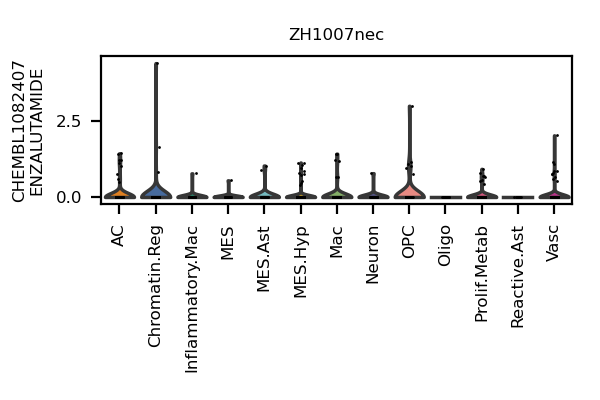 ZH1007nec
CHEMBL1082407
ENZALUTAMIDE
2.5
0.0
AC
Chromatin.Reg
Inflammatory.Mac
MES
MES.Ast
MES.Hyp
Mac
Neuron
OPC
Oligo
Prolif.Metab
Reactive.Ast
Vasc